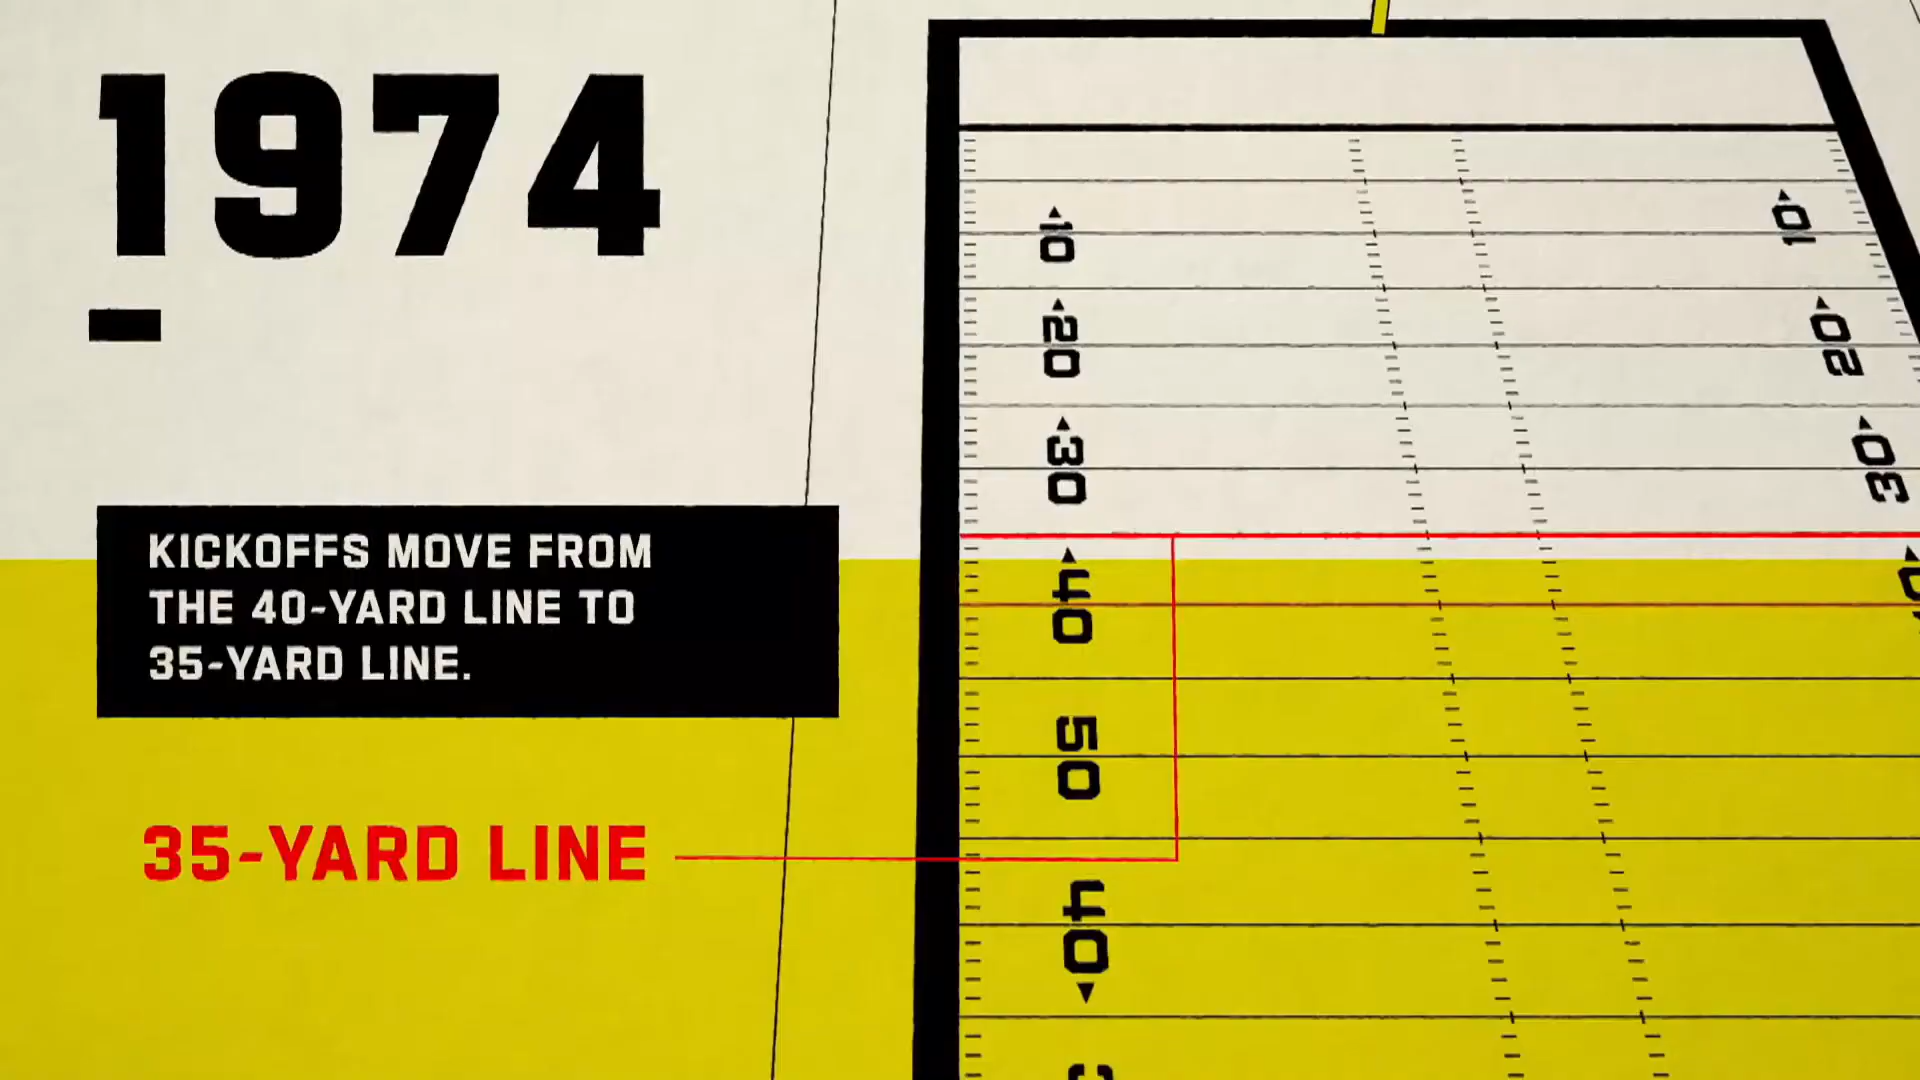 1974
KICKOFFS MOVE FROM
THE 40-YARD LINE TO
35-YARD LINE.
35-YARD LINE
10
10
20
20
30
30
40
50
40